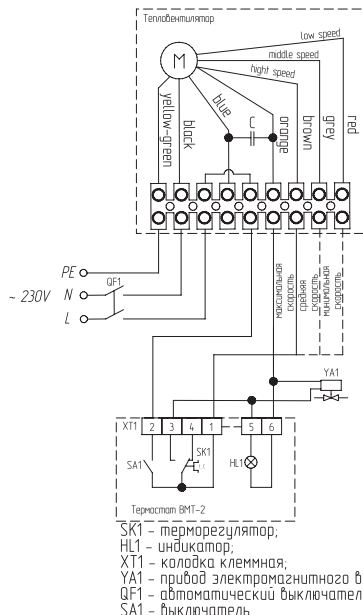 Тепловентилятор
low speed
middle speed
hight speed
M
yellow-green
black
blue
C
orange
brown
grey
red
PE
~ 230V
N
QF1
L
максимальная
скорость
средняя
скорость
минимальная
скорость
YA1
XT1
2
3
4
1
5
6
SA1
SK1
t°
HL1
Термостат ВМТ-2
SK1 – терморегулятор;
HL1 – индикатор;
XT1 – колодка клеммная;
YA1 – привод электромагнитного в
QF1 – автоматический выключател
SA1 – выключатель